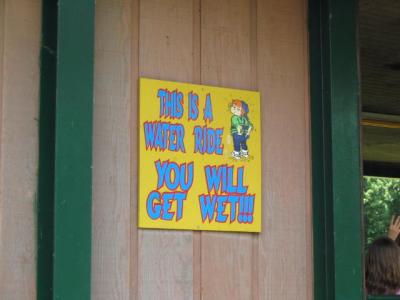 THIS IS A
WATER RIDE
YOU WILL
GET WET!!!